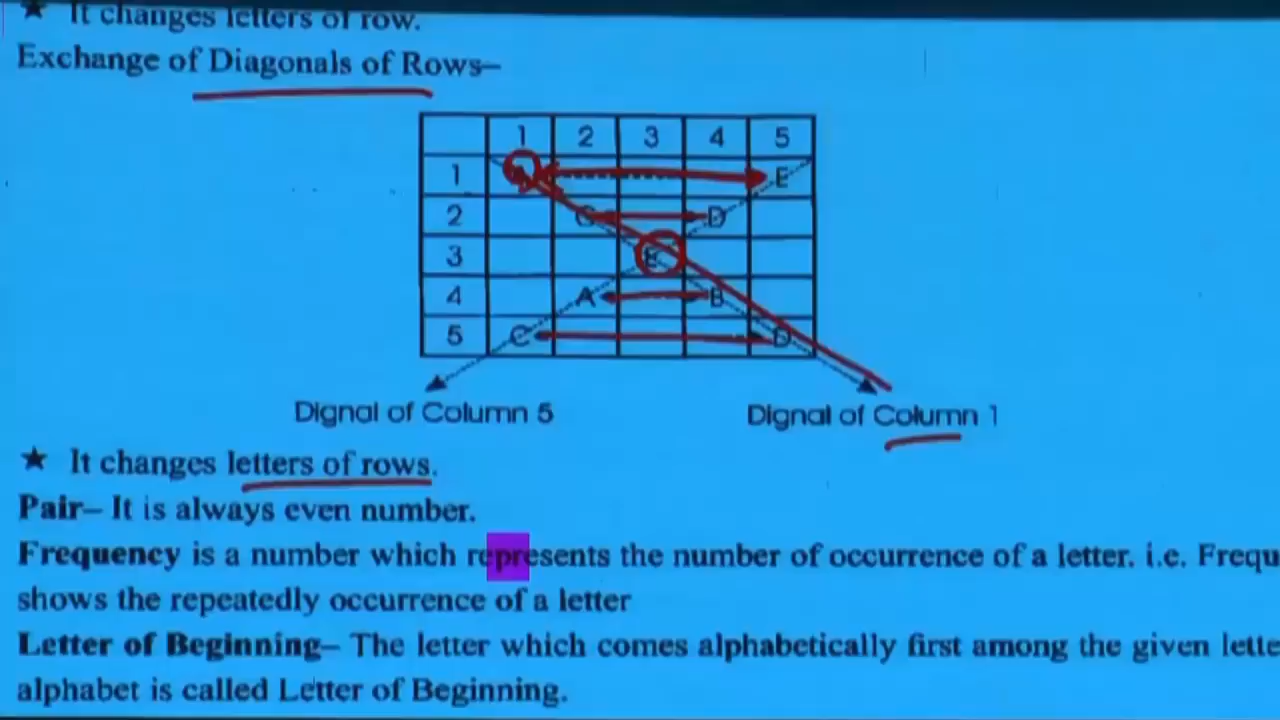 ★ It changes letters of row.
Exchange of Diagonals of Rows–
1 2 3 4 5
1 E
2 C D
3 E
4 A B
5 C D
Dignal of Column 5 Dignal of Column 1
★ It changes letters of rows.
Pair– It is always even number.
Frequency is a number which represents the number of occurrence of a letter. i.e. Frequ
shows the repeatedly occurrence of a letter
Letter of Beginning– The letter which comes alphabetically first among the given lette
alphabet is called Letter of Beginning.